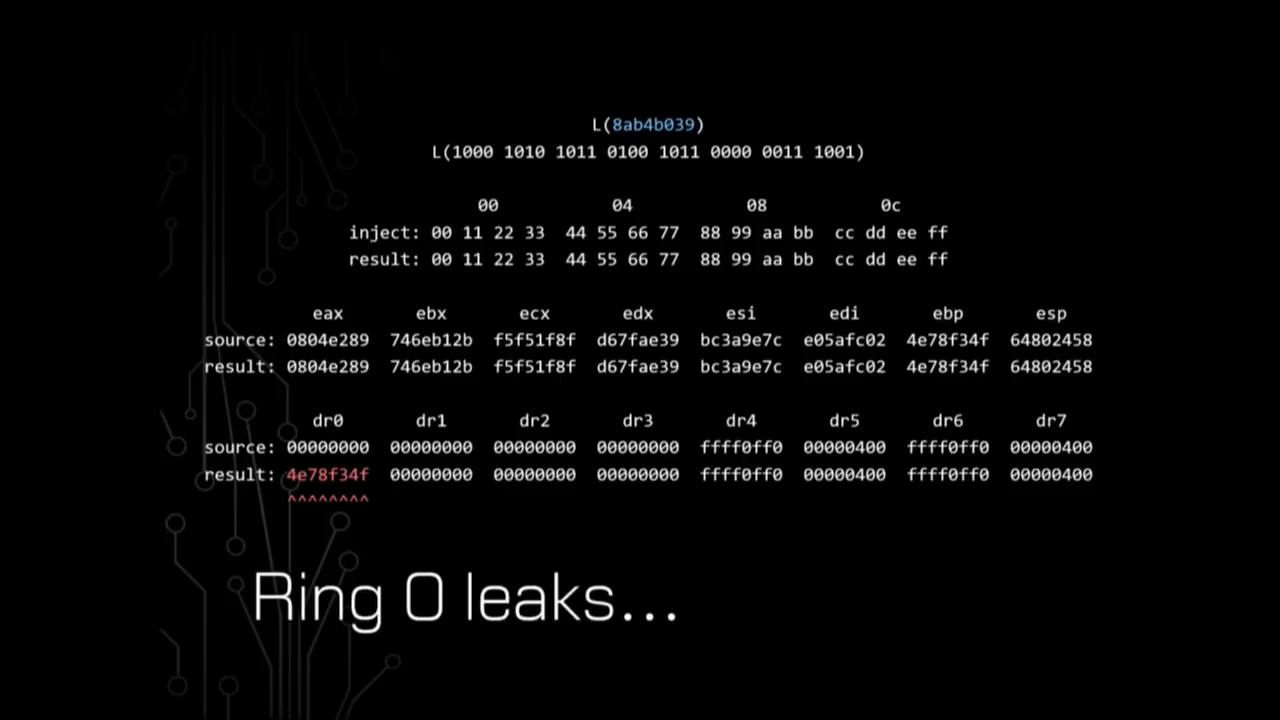 L(8ab4b039)
L(1000 1010 1011 0100 1011 0000 0011 1001)
00 04 08 0c
inject: 00 11 22 33 44 55 66 77 88 99 aa bb cc dd ee ff
result: 00 11 22 33 44 55 66 77 88 99 aa bb cc dd ee ff
eax ebx ecx edx esi edi ebp esp
source: 0804e289 746eb12b f5f51f8f d67fae39 bc3a9e7c e05afc02 4e78f34f 64802458
result: 0804e289 746eb12b f5f51f8f d67fae39 bc3a9e7c e05afc02 4e78f34f 64802458
dr0 dr1 dr2 dr3 dr4 dr5 dr6 dr7
source: 00000000 00000000 00000000 00000000 ffff0ff0 00000400 ffff0ff0 00000400
result: 4e78f34f 00000000 00000000 00000000 ffff0ff0 00000400 ffff0ff0 00000400
^^^^^^^^
Ring 0 leaks...